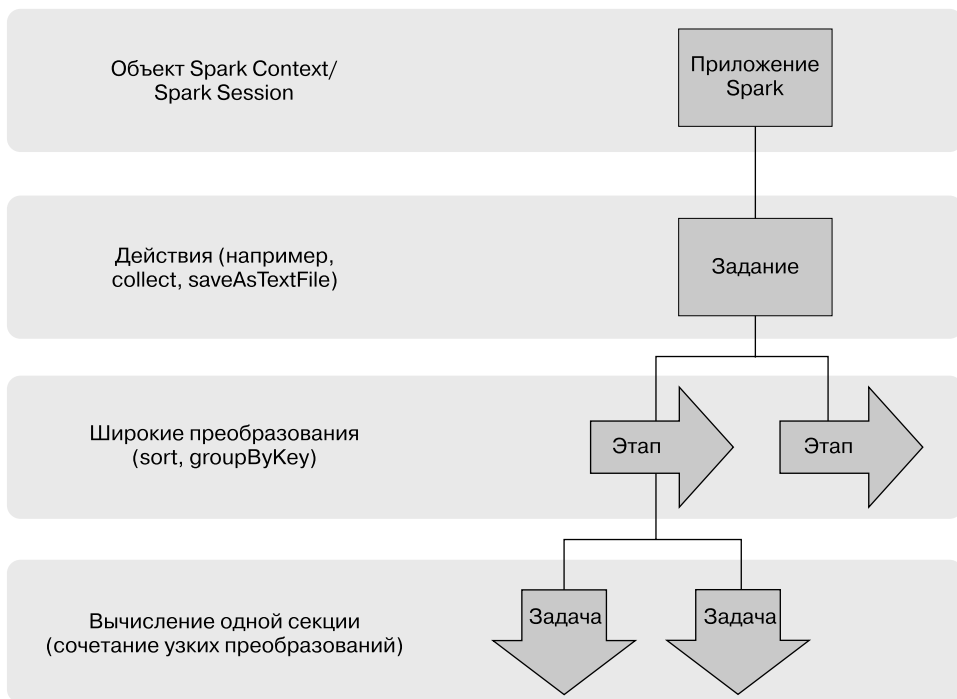 Объект Spark Context/
Spark Session
Приложение
Spark
Действия (например,
collect, saveAsTextFile)
Задание
Широкие преобразования
(sort, groupByKey)
Этап
Этап
Вычисление одной секции
(сочетание узких преобразований)
Задача
Задача